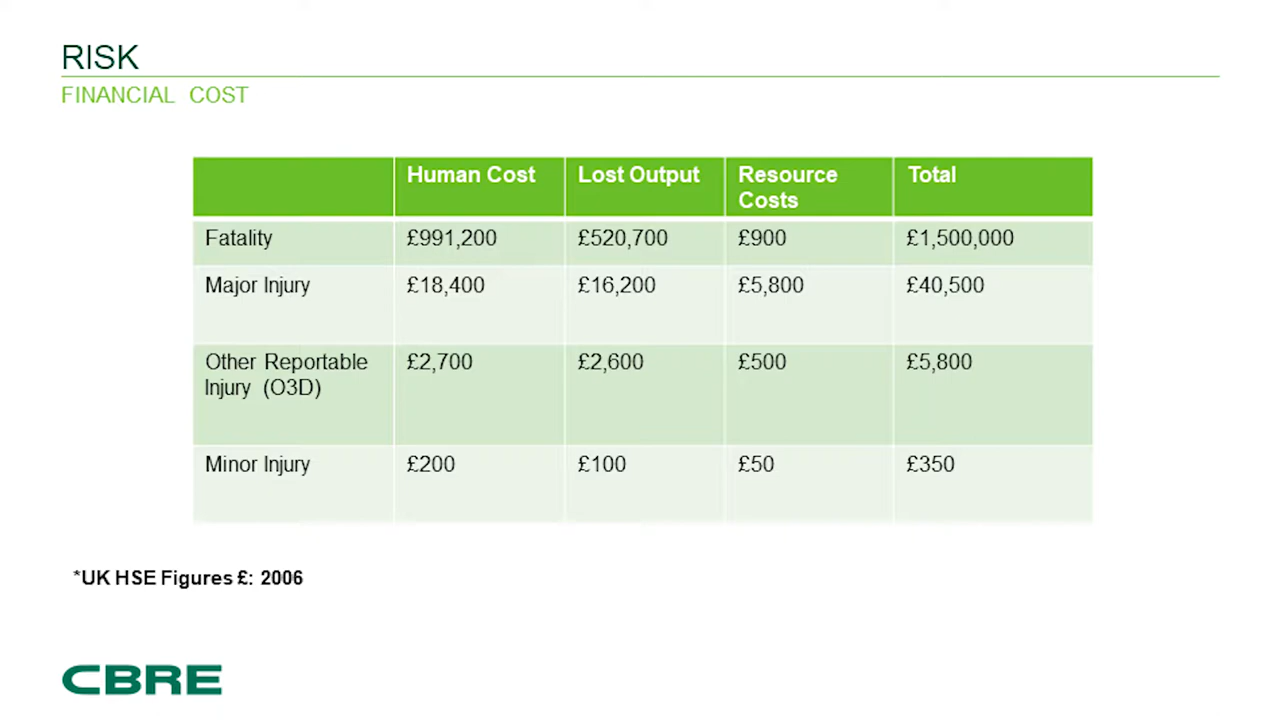 RISK
FINANCIAL COST
Human Cost Lost Output Resource Costs Total
Fatality £991,200 £520,700 £900 £1,500,000
Major Injury £18,400 £16,200 £5,800 £40,500
Other Reportable Injury (O3D) £2,700 £2,600 £500 £5,800
Minor Injury £200 £100 £50 £350
*UK HSE Figures £: 2006
CBRE